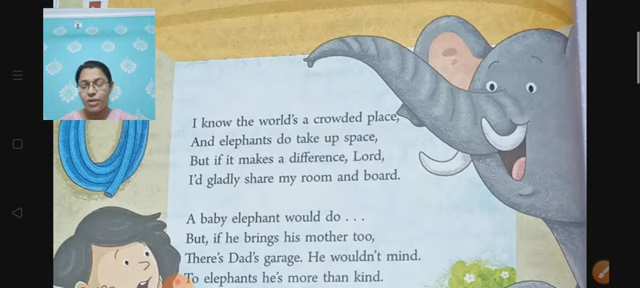 I know the world's a crowded place,
And elephants do take up space,
But if it makes a difference, Lord,
I'd gladly share my room and board.
A baby elephant would do . . .
But, if he brings his mother too,
There's Dad's garage. He wouldn't mind.
To elephants he's more than kind.